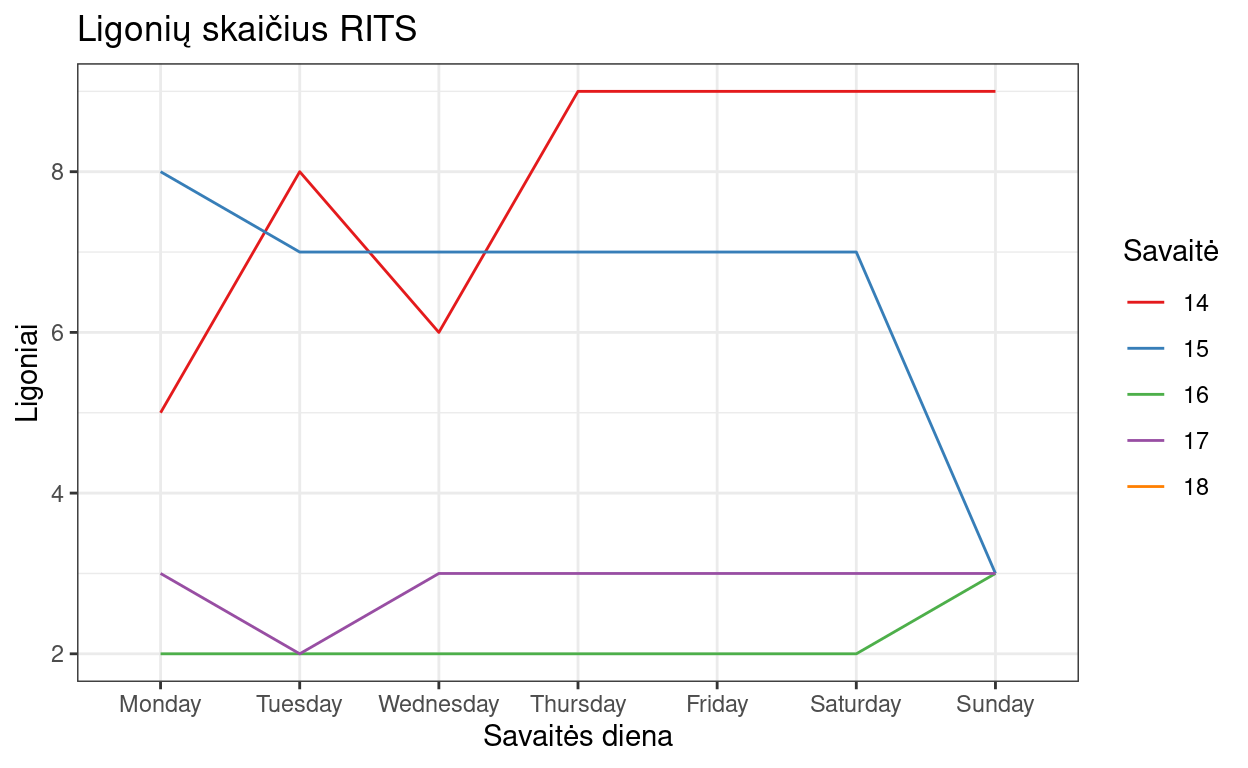 Ligonių skaičius RITS
Ligoniai
8
6
4
2
Monday Tuesday Wednesday Thursday Friday Saturday Sunday
Savaitės diena
Savaitė
14
15
16
17
18